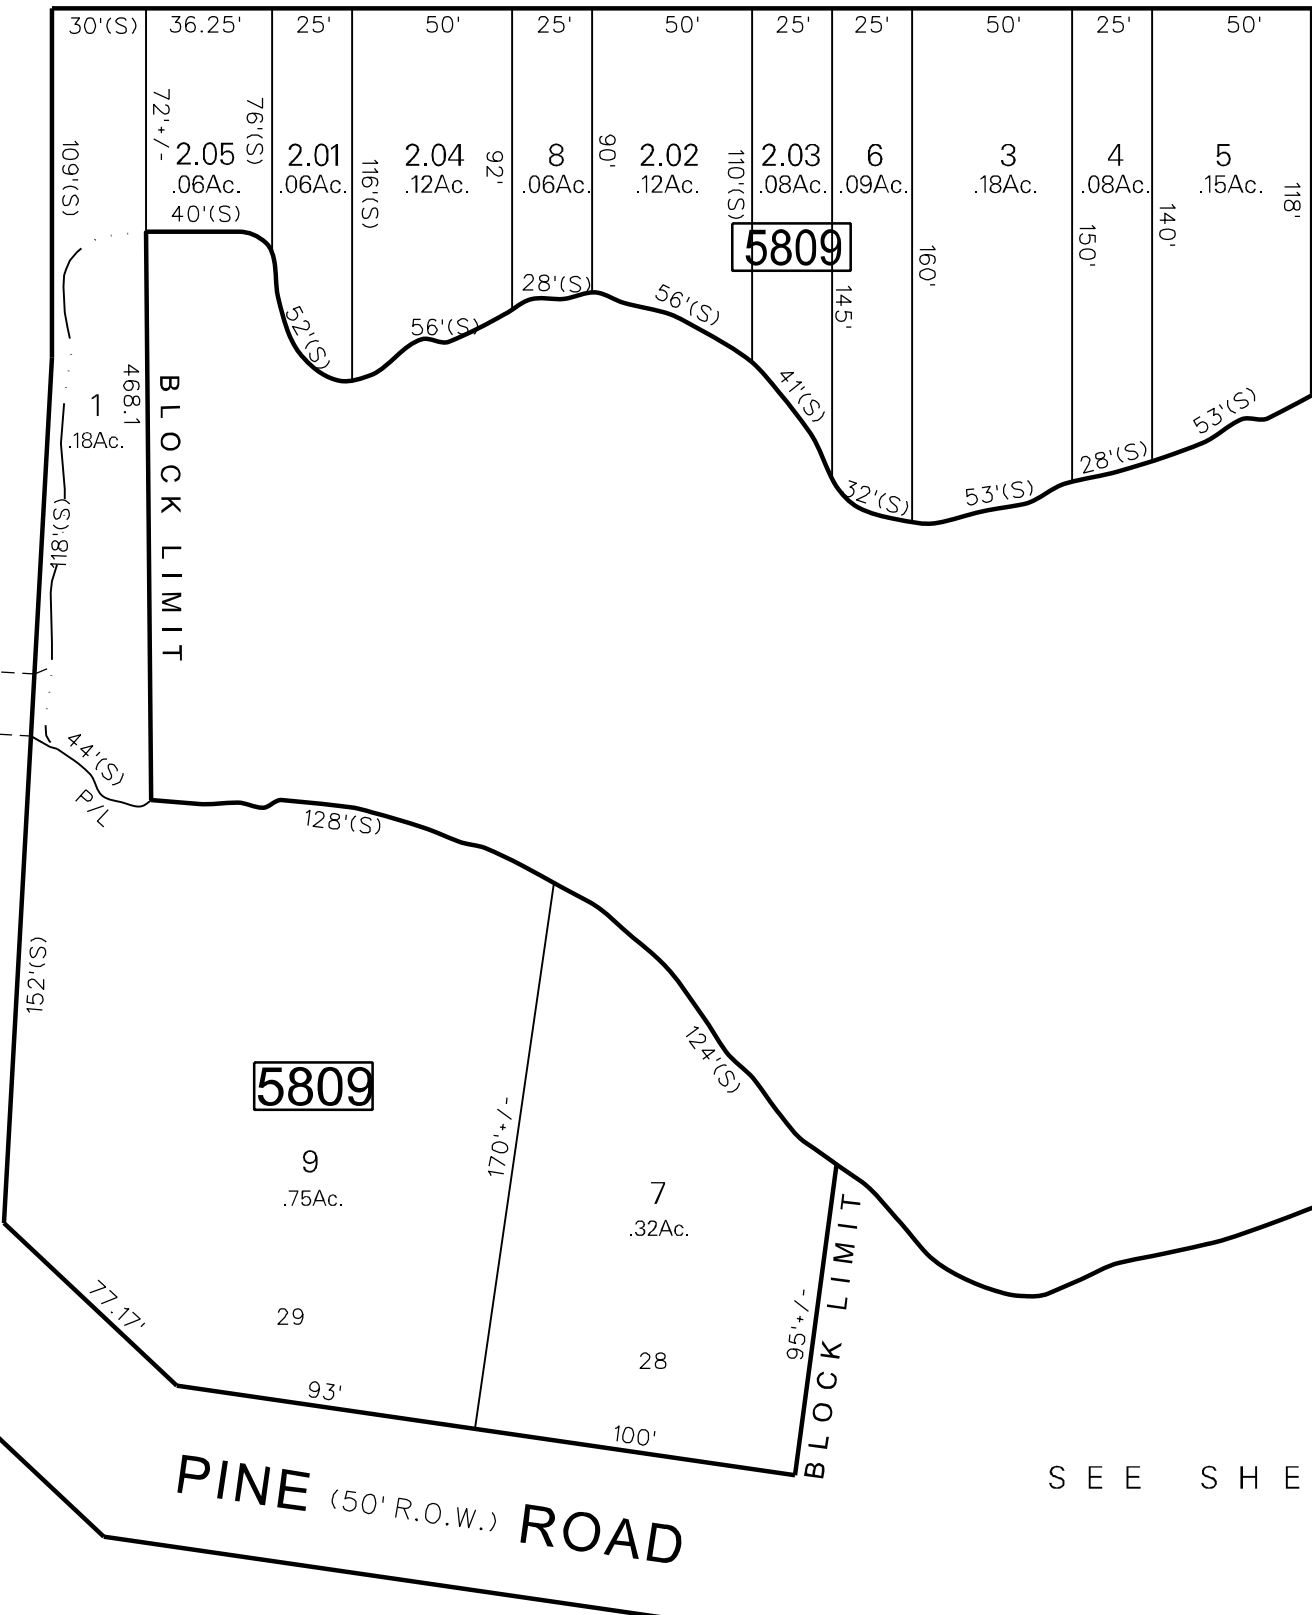 30'(S) 36.25' 25' 50' 25' 50' 25' 25' 50' 25' 50'
109'(S)
72'+/-
76'(S)
116'(S)
92'
90'
110'(S)
145'
160'
150'
140'
118'
2.05
.06Ac.
40'(S)
2.01
.06Ac.
2.04
.12Ac.
8
.06Ac.
2.02
.12Ac.
2.03
.08Ac.
6
.09Ac.
3
.18Ac.
4
.08Ac.
5
.15Ac.
5809
52'(S)
56'(S)
28'(S)
56'(S)
41'(S)
32'(S)
53'(S)
28'(S)
53'(S)
468.1
1
.18Ac.
BLOCK LIMIT
118'(S)
44'(S)
P/L
128'(S)
152'(S)
124'(S)
5809
9
.75Ac.
170'+/-
7
.32Ac.
BLOCK LIMIT
95'+/-
77.17'
29
28
93'
100'
PINE (50' R.O.W.) ROAD
SEE SHE